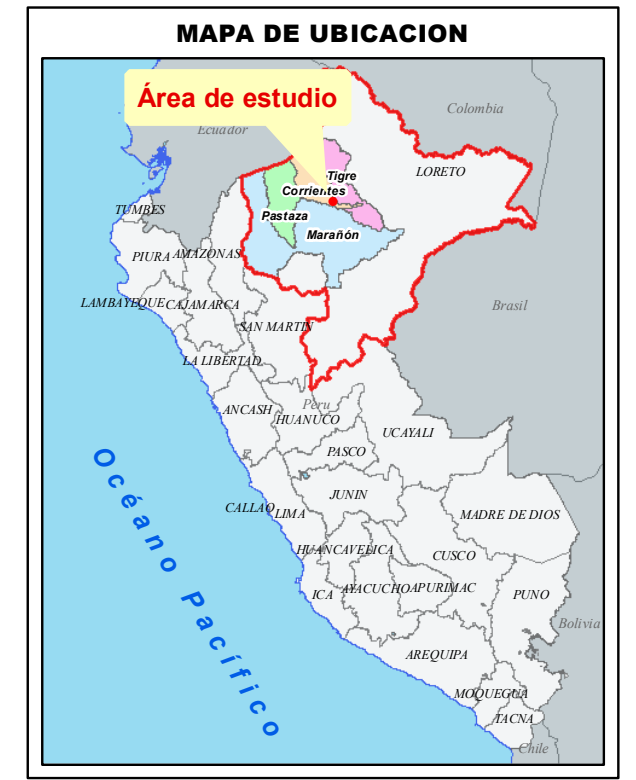 MAPA DE UBICACION
Área de estudio
Colombia
Ecuador
LORETO
Tigre
Corrientes
Pastaza
Marañón
TUMBES
PIURA
AMAZONAS
Brasil
LAMBAYEQUE
CAJAMARCA
SAN MARTIN
LA LIBERTAD
Peru
ANCASH
HUANUCO
UCAYALI
PASCO
Océano Pacífico
JUNIN
CALLAO
LIMA
MADRE DE DIOS
HUANCAVELICA
CUSCO
ICA
AYACUCHO
APURIMAC
PUNO
Bolivia
AREQUIPA
MOQUEGUA
TACNA
Chile